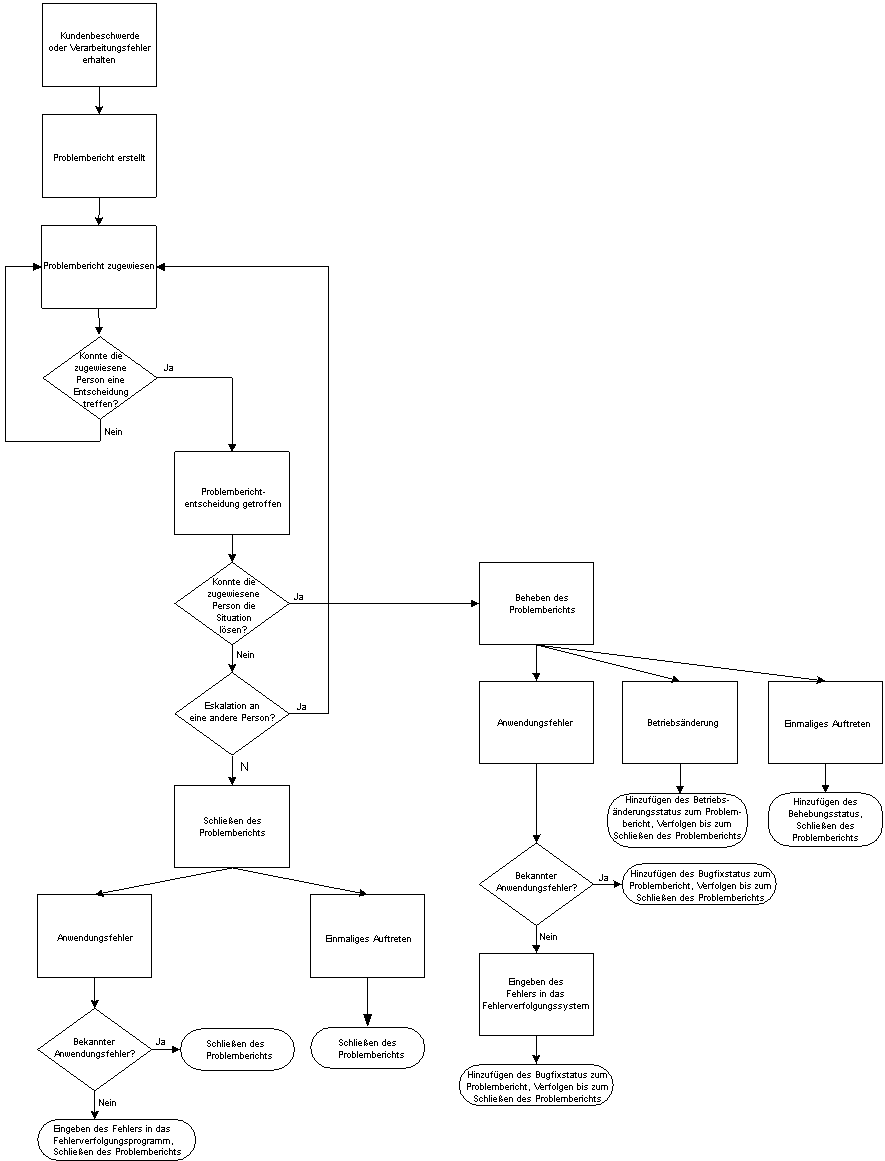 Kundenbeschwerde
oder Verarbeitungsfehler
erhalten
Problembericht erstellt
Problembericht zugewiesen
Konnte die
zugewiesene
Person eine
Entscheidung
treffen?
Ja
Nein
Problembericht-
entscheidung getroffen
Konnte die
zugewiesene
Person die
Situation
lösen?
Ja
Nein
Beheben des
Problemberichts
Eskalation an
eine andere Person?
Ja
N
Anwendungsfehler
Betriebsänderung
Einmaliges Auftreten
Hinzufügen des Betriebs-
änderungsstatus zum Problem-
bericht, Verfolgen bis zum
Schließen des Problemberichts
Hinzufügen des
Behebungsstatus,
Schließen des
Problemberichts
Schließen des
Problemberichts
Bekannter
Anwendungsfehler?
Ja
Hinzufügen des Bugfixstatus zum
Problembericht, Verfolgen bis zum
Schließen des Problemberichts
Nein
Anwendungsfehler
Einmaliges Auftreten
Eingeben des
Fehlers in das
Fehlerverfolgungssystem
Bekannter
Anwendungsfehler?
Ja
Schließen des
Problemberichts
Schließen des
Problemberichts
Hinzufügen des Bugfixstatus zum
Problembericht, Verfolgen bis zum
Schließen des Problemberichts
Nein
Eingeben des Fehlers in das
Fehlerverfolgungsprogramm,
Schließen des Problemberichts